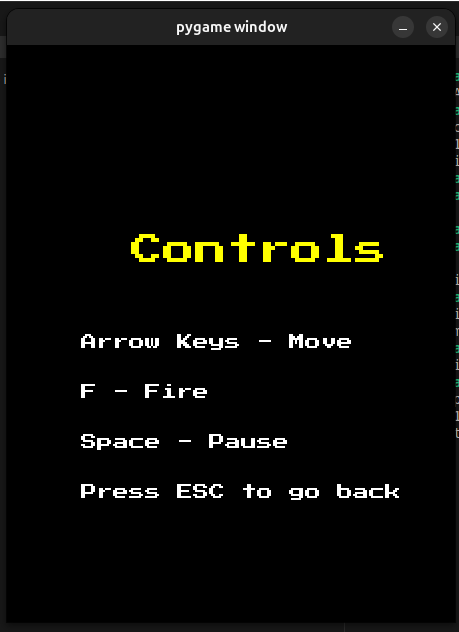 pygame window
Controls
Arrow Keys - Move
F - Fire
Space - Pause
Press ESC to go back